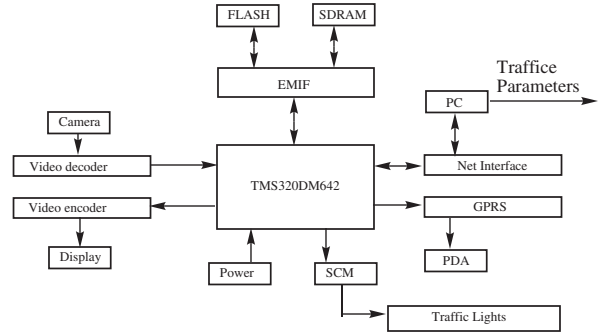 FLASH
SDRAM
EMIF
Traffice
Parameters
PC
Camera
Video decoder
TMS320DM642
Net Interface
Video encoder
GPRS
Display
Power
SCM
PDA
Traffic Lights